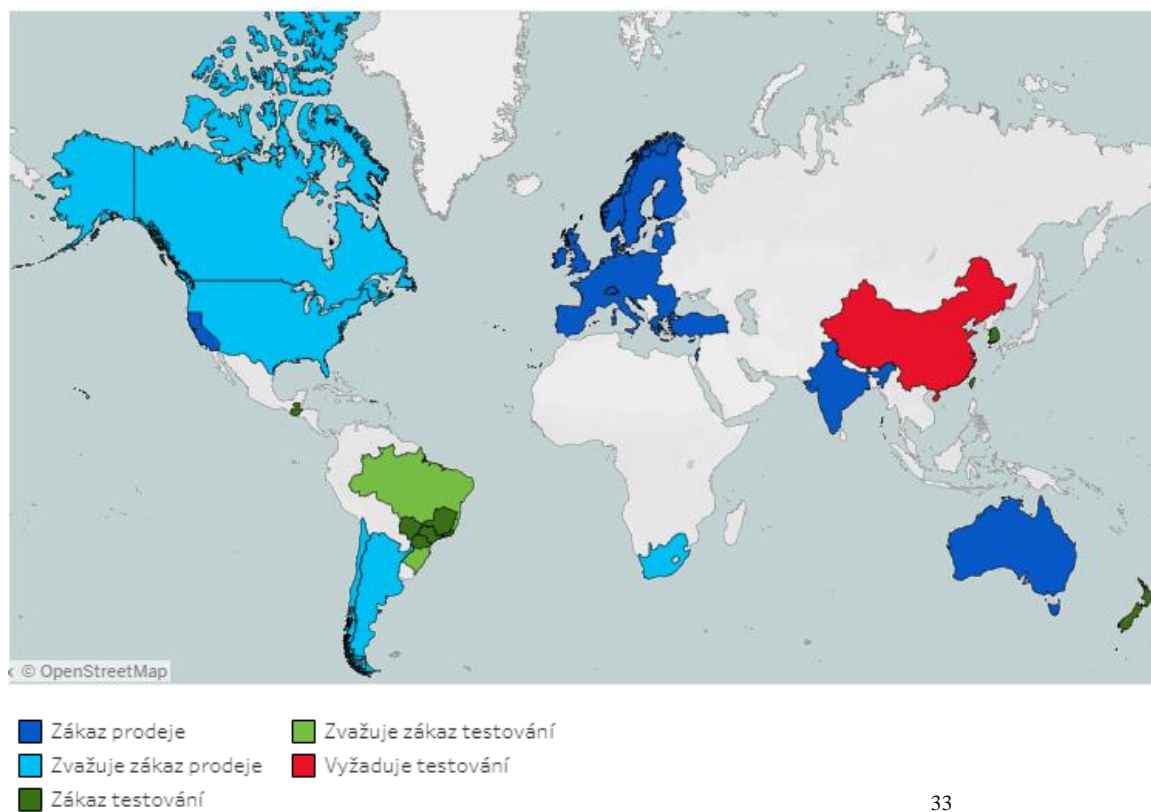 x © OpenStreetMap
Zákaz prodeje
Zvažuje zákaz prodeje
Zákaz testování
Zvažuje zákaz testování
Vyžaduje testování
33